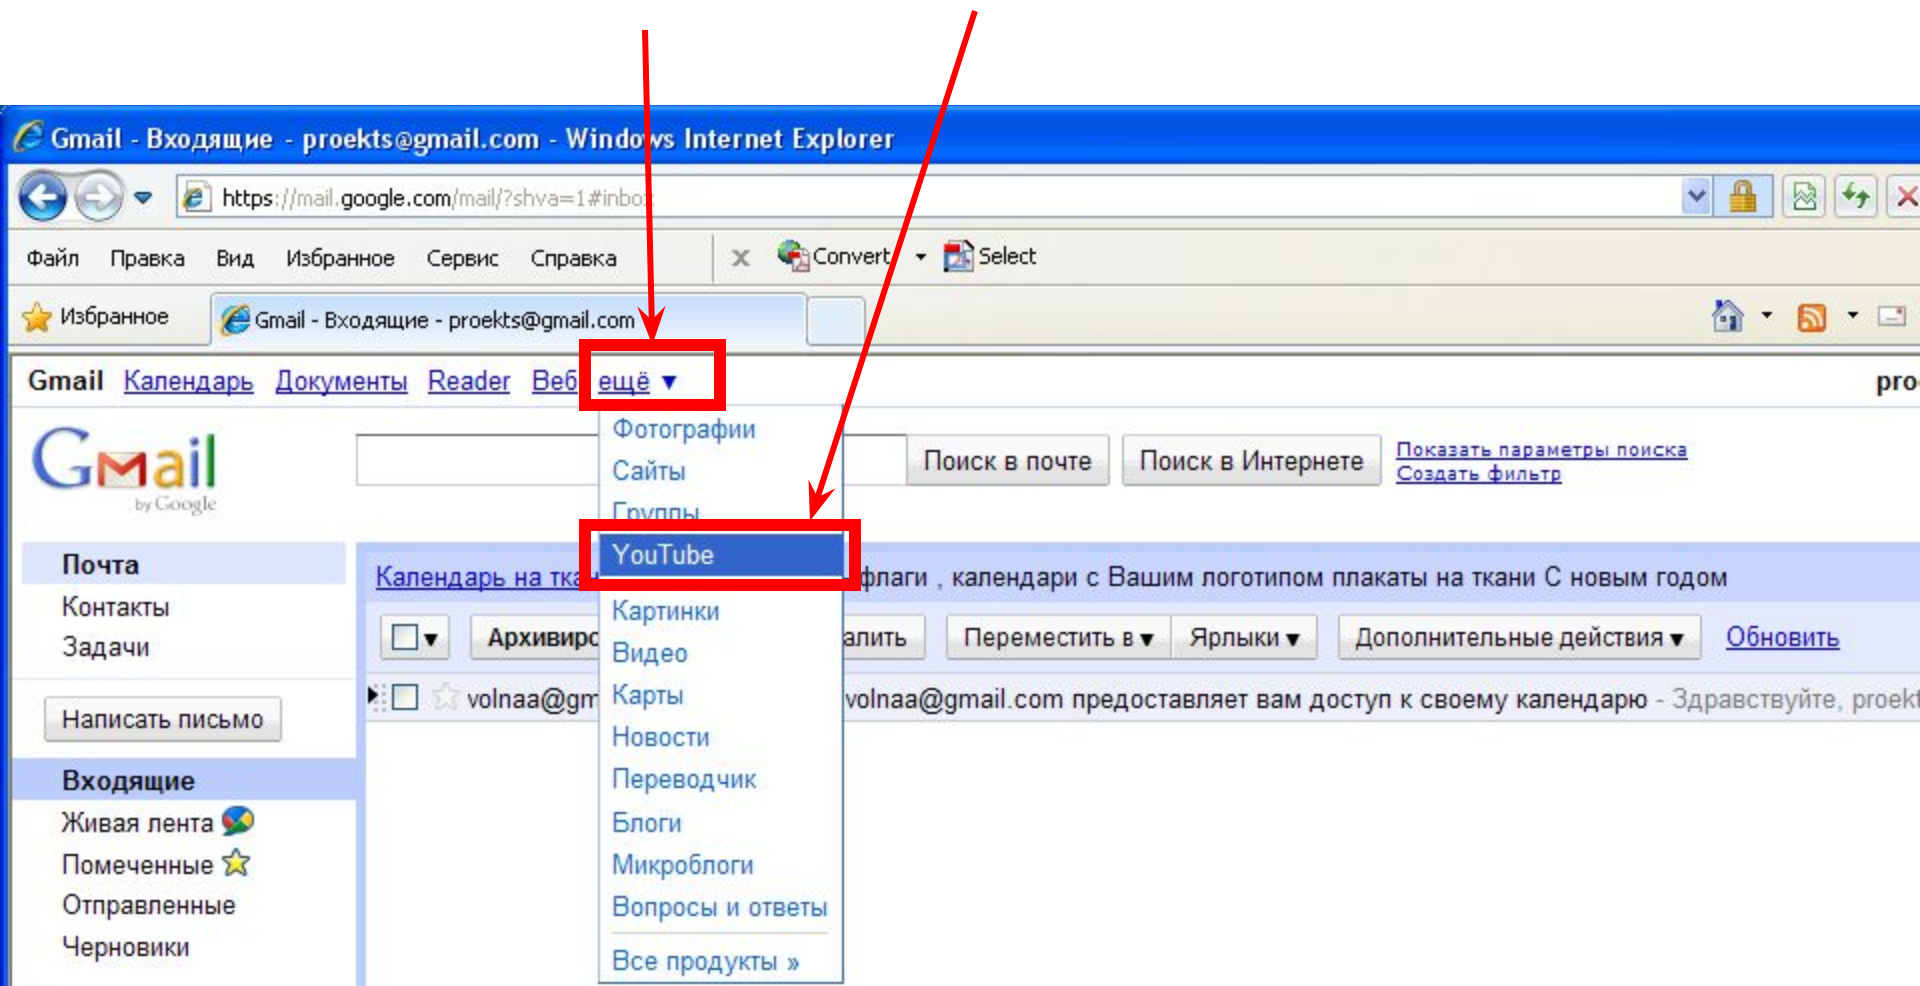 Gmail - Входящие - proekts@gmail.com - Windows Internet Explorer
https://mail.google.com/mail/?shva=1#inbox
Файл Правка Вид Избранное Сервис Справка x Convert Select
Избранное Gmail - Входящие - proekts@gmail.com
Gmail Календарь Документы Reader Веб ещё ▼
Фотографии
Сайты
Группы
YouTube
Картинки
Видео
Карты
Новости
Переводчик
Блоги
Микроблоги
Вопросы и ответы
Все продукты »
Gmail
by Google
Поиск в почте Поиск в Интернете Показать параметры поиска
Создать фильтр
Почта
Контакты
Задачи
Написать письмо
Входящие
Живая лента
Помеченные
Отправленные
Черновики
Календарь на тка флаги , календари с Вашим логотипом плакаты на ткани С новым годом
Архивиро алить Переместить в ▼ Ярлыки ▼ Дополнительные действия ▼ Обновить
volnaa@gm volnaa@gmail.com предоставляет вам доступ к своему календарю - Здравствуйте, proekt